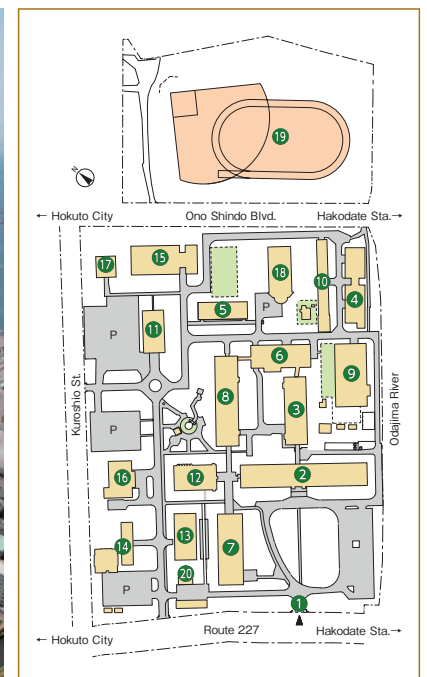 19
N
← Hokuto City Ono Shindo Blvd. Hakodate Sta.→
17 15 18 10 4
5 P
11 P
6
8 3 9
Kuroshio St.
Odajima River
P
16 12 2
14 13 7
20
P
1
← Hokuto City Route 227 Hakodate Sta.→